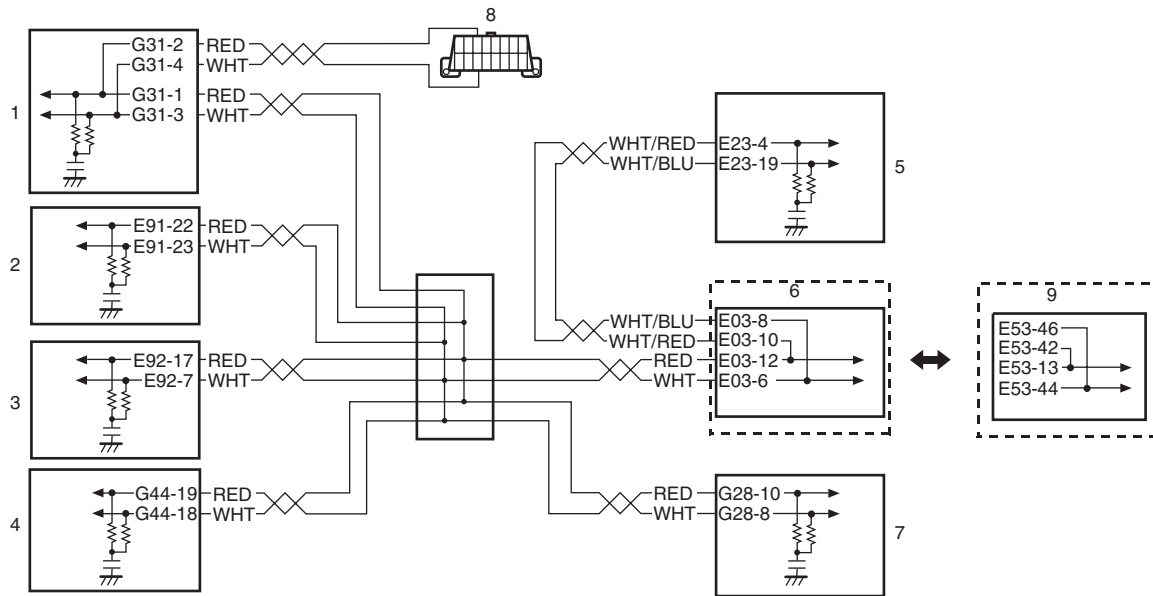 8
1
G31-2 RED
G31-4 WHT
G31-1 RED
G31-3 WHT
2
E91-22 RED
E91-23 WHT
3
E92-17 RED
E92-7 WHT
4
G44-19 RED
G44-18 WHT
WHT/RED E23-4
WHT/BLU E23-19
5
6
WHT/BLU E03-8
WHT/RED E03-10
RED E03-12
WHT E03-6
9
E53-46
E53-42
E53-13
E53-44
RED G28-10
WHT G28-8
7